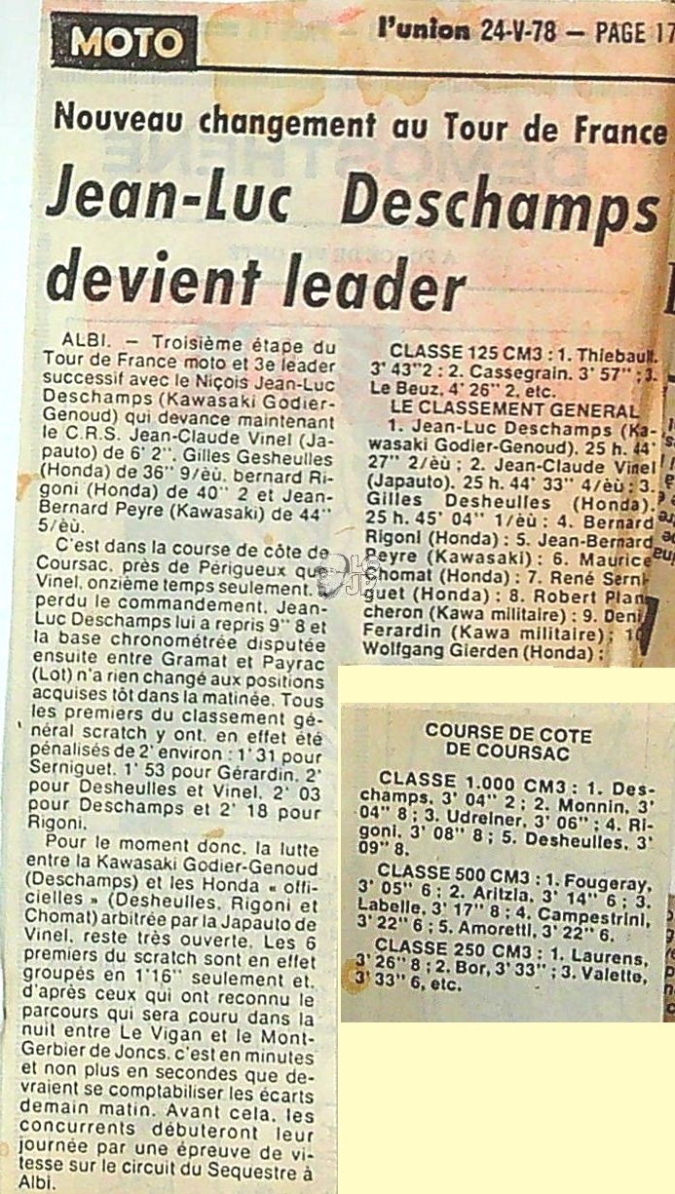 MOTO
l'union 24-V-78 — PAGE 17
Nouveau changement au Tour de France
Jean-Luc Deschamps
devient leader
ALBI. — Troisième étape du
Tour de France moto et 3e leader
successif avec le Niçois Jean-Luc
Deschamps (Kawasaki Godier-
Genoud) qui devance maintenant
le C.R.S. Jean-Claude Vinel (Ja-
pauto) de 6' 2". Gilles Gesheulles
(Honda) de 36" 9/èù. bernard Ri-
goni (Honda) de 40" 2 et Jean-
Bernard Peyre (Kawasaki) de 44"
5/èù.
C'est dans la course de côte de
Coursac, près de Périgueux que
Vinel, onzième temps seulement.
perdu le commandement. Jean-
Luc Deschamps lui a repris 9" 8 et
la base chronométrée disputée
ensuite entre Gramat et Payrac
(Lot) n'a rien changé aux positions
acquises tôt dans la matinée. Tous
les premiers du classement gé-
néral scratch y ont. en effet été
pénalisés de 2' environ : 1'31 pour
Serniguet. 1' 53 pour Gérardin. 2'
pour Desheulles et Vinel. 2' 03
pour Deschamps et 2' 18 pour
Rigoni.
Pour le moment donc, la lutte
entre la Kawasaki Godier-Genoud
(Deschamps) et les Honda « offi-
cielles » (Desheulles, Rigoni et
Chomat) arbitrée par la Japauto de
Vinel, reste très ouverte. Les 6
premiers du scratch sont en effet
groupés en 1'16" seulement et,
d'après ceux qui ont reconnu le
parcours qui sera couru dans la
nuit entre Le Vigan et le Mont-
Gerbier de Joncs, c'est en minutes
et non plus en secondes que de-
vraient se comptabiliser les écarts
demain matin. Avant cela, les
concurrents débuteront leur
journée par une épreuve de vi-
tesse sur le circuit du Sequestre à
Albi.
CLASSE 125 CM3 : 1. Thiebault.
3' 43"2 : 2. Cassegrain. 3' 57" ; 3.
Le Beuz. 4' 26" 2, etc.
LE CLASSEMENT GENERAL
1. Jean-Luc Deschamps (Ka-
wasaki Godier-Genoud). 25 h. 44'
27" 2/èù ; 2. Jean-Claude Vinel
(Japauto). 25 h. 44' 33" 4/èù ; 3.
Gilles Desheulles (Honda).
25 h. 45' 04" 1/èù : 4. Bernard
Rigoni (Honda) : 5. Jean-Bernard
Peyre (Kawasaki) : 6. Maurice
Chomat (Honda) : 7. René Serni-
guet (Honda) : 8. Robert Plan-
cheron (Kawa militaire) : 9. Deni
Ferardin (Kawa militaire) ; 10
Wolfgang Gierden (Honda) :
COURSE DE COTE
DE COURSAC
CLASSE 1.000 CM3 : 1. Des-
champs, 3' 04" 2 ; 2. Monnin, 3'
04" 8 ; 3. Udreiner, 3' 06" ; 4. Ri-
goni. 3' 08" 8 ; 5. Desheulles, 3'
09" 8.
CLASSE 500 CM3 : 1. Fougeray,
3' 05" 6 ; 2. Aritzia, 3' 14" 6 ; 3.
Labelle, 3' 17" 8 ; 4. Campestrini,
3' 22" 6 ; 5. Amoretti, 3' 22" 6.
CLASSE 250 CM3 : 1. Laurens,
3' 26" 8 ; 2. Bor, 3' 33" ; 3. Valette,
3' 33" 6, etc.